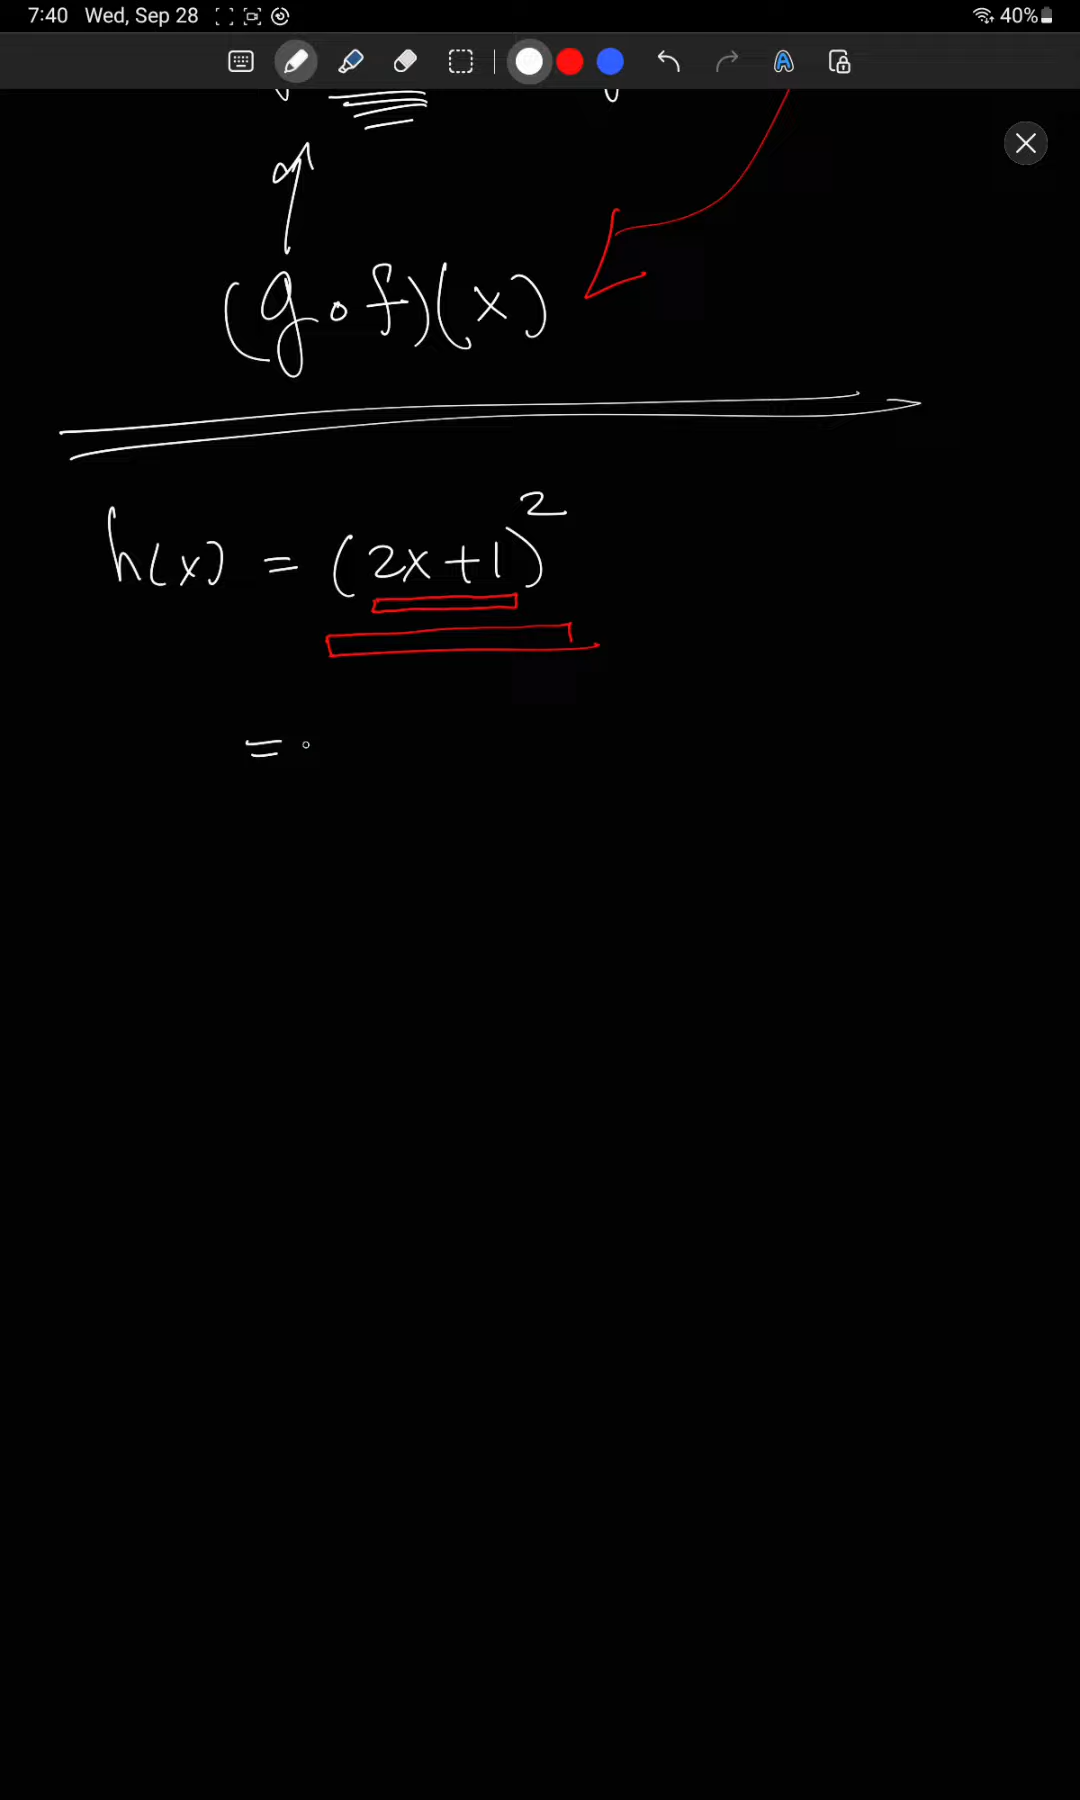 7:40 Wed, Sep 28 40%
(g∘f)(x)
h(x) = (2x+1)²
= .